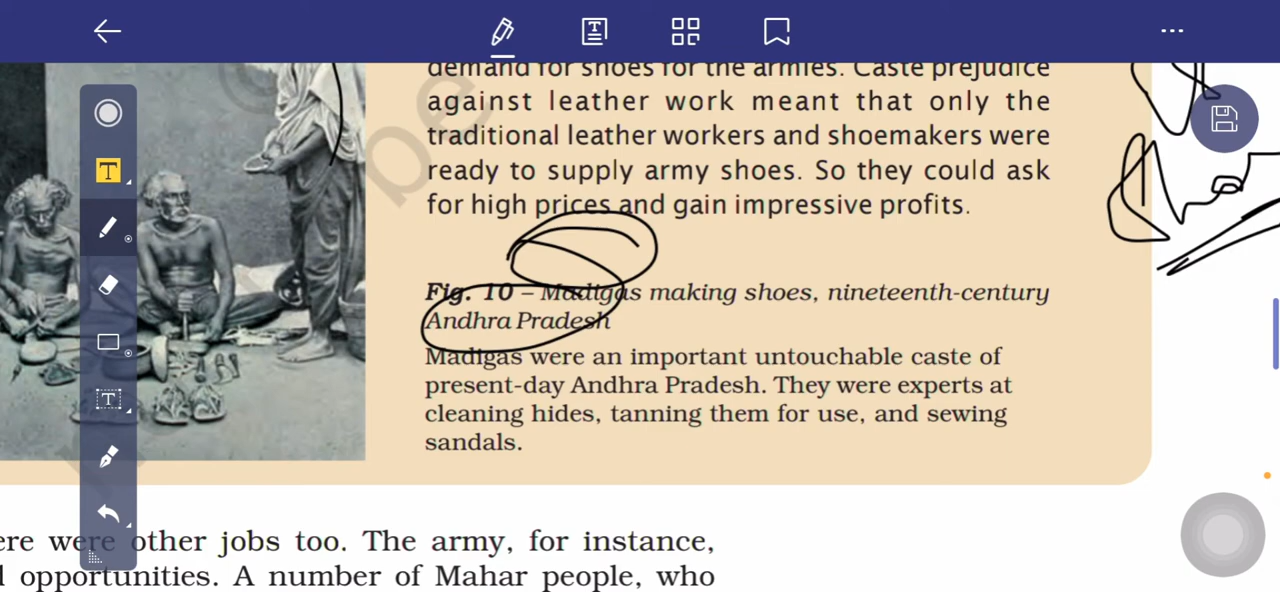 demand for shoes for the armies. Caste prejudice
against leather work meant that only the
traditional leather workers and shoemakers were
ready to supply army shoes. So they could ask
for high prices and gain impressive profits.
Fig. 10 – Madigas making shoes, nineteenth-century
Andhra Pradesh
Madigas were an important untouchable caste of
present-day Andhra Pradesh. They were experts at
cleaning hides, tanning them for use, and sewing
sandals.
were other jobs too. The army, for instance,
opportunities. A number of Mahar people, who